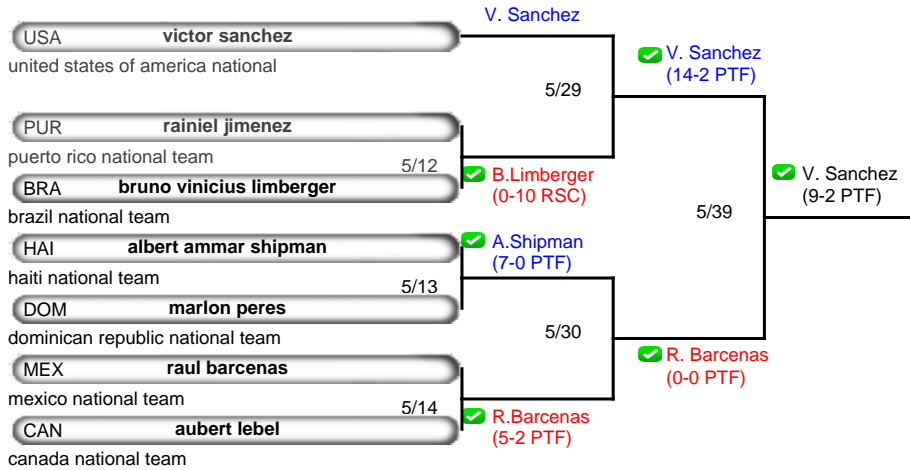 V. Sanchez
USA victor sanchez
united states of america national
V. Sanchez
(14-2 PTF)
5/29
PUR rainiel jimenez
puerto rico national team
5/12
B.Limberger
(0-10 RSC)
BRA bruno vinicius limberger
brazil national team
V. Sanchez
(9-2 PTF)
5/39
HAI albert ammar shipman
haiti national team
A.Shipman
(7-0 PTF)
5/13
DOM marlon peres
dominican republic national team
5/30
MEX raul barcenas
mexico national team
R. Barcenas
(0-0 PTF)
5/14
R.Barcenas
(5-2 PTF)
CAN aubert lebel
canada national team